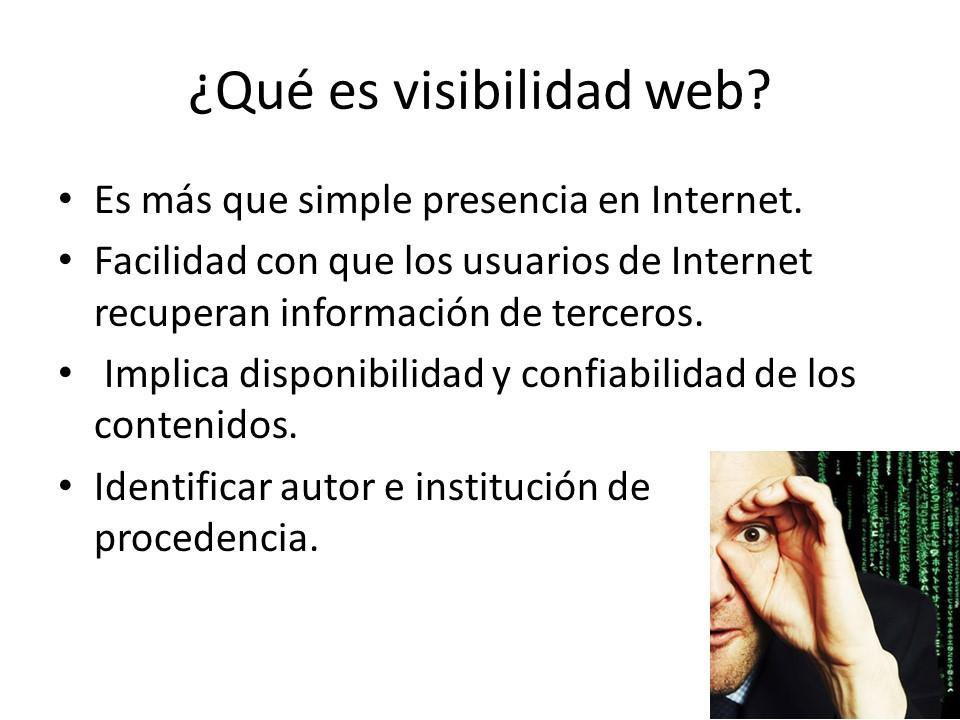 ¿Qué es visibilidad web?
• Es más que simple presencia en Internet.
• Facilidad con que los usuarios de Internet
recuperan información de terceros.
• Implica disponibilidad y confiabilidad de los
contenidos.
• Identificar autor e institución de
procedencia.